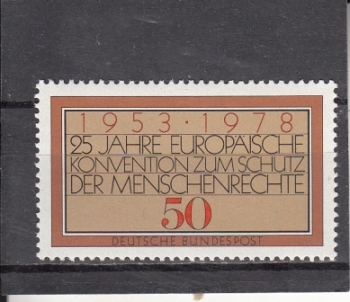 1953·1978
25 JAHRE EUROPÄISCHE
KONVENTION ZUM SCHUTZ
DER MENSCHENRECHTE
50
DEUTSCHE BUNDESPOST